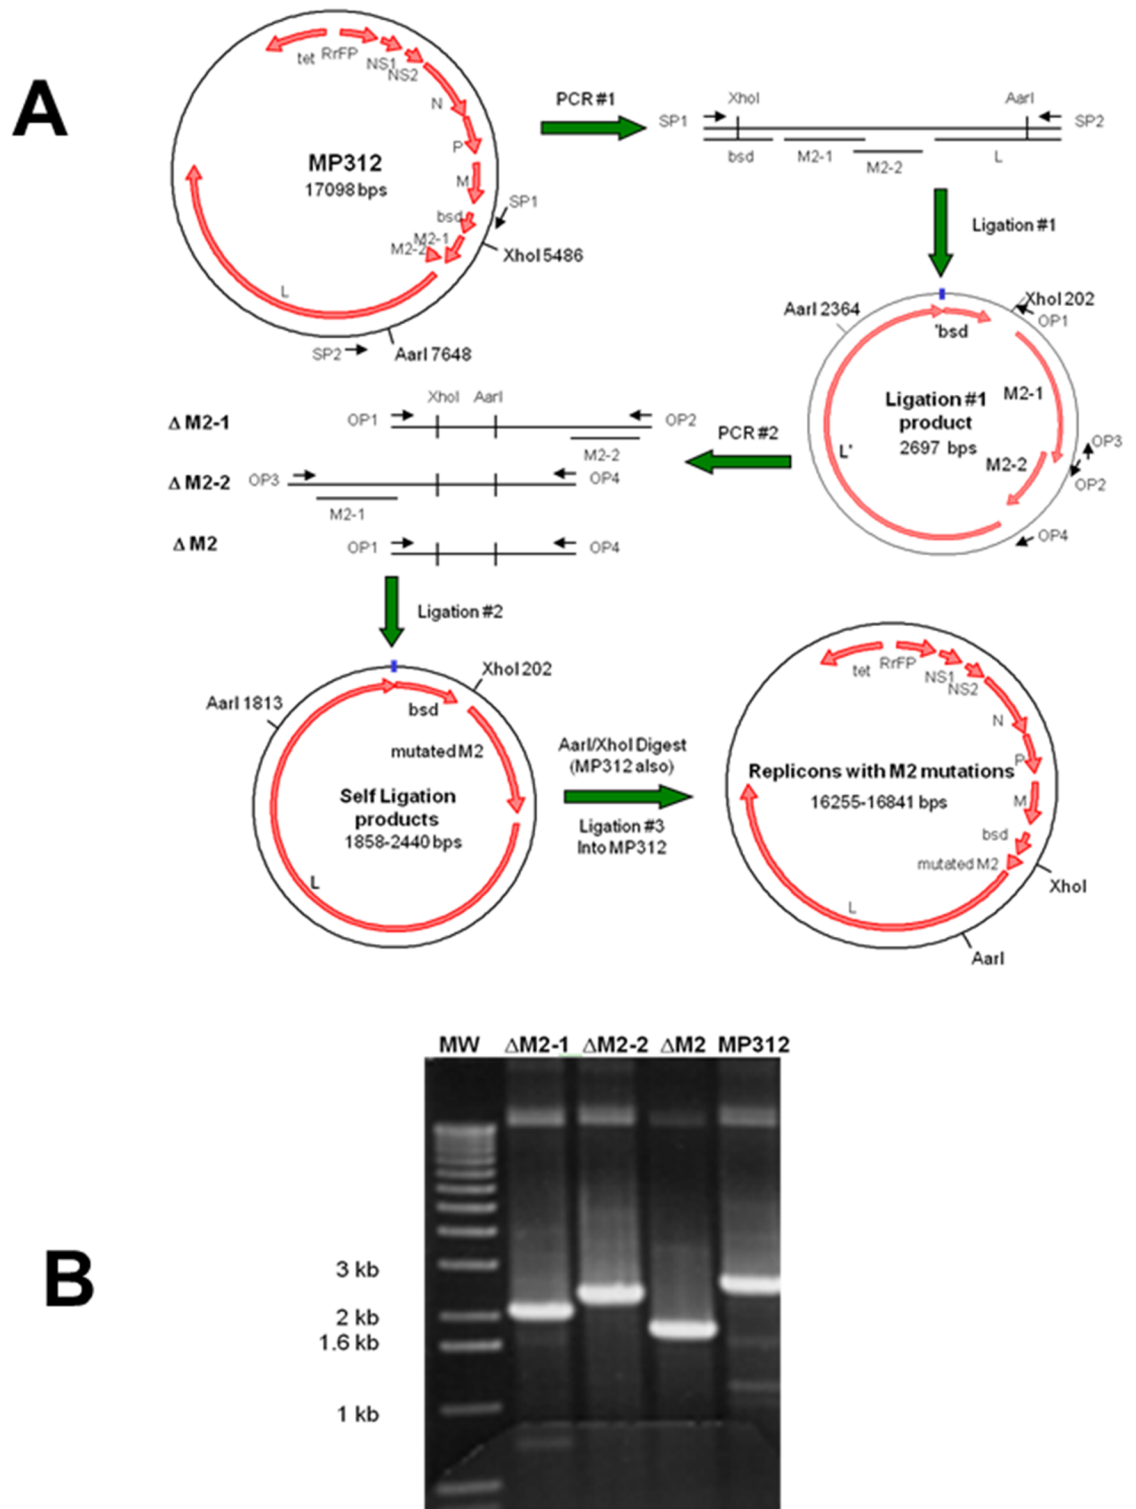 A
tet
RrFP
NS1
NS2
N
P
M
bsd
M2-1
M2-2
L
MP312
17098 bps
SP1
XhoI 5486
SP2
AarI 7648
PCR #1
SP1
XhoI
AarI
SP2
bsd
M2-1
M2-2
L
Ligation #1
AarI 2364
XhoI 202
OP1
'bsd
M2-1
Ligation #1
product
2697 bps
L'
M2-2
OP3
OP2
OP4
PCR #2
XhoI AarI
Δ M2-1
OP1
OP2
M2-2
Δ M2-2
OP3
OP4
M2-1
Δ M2
OP1
OP4
Ligation #2
XhoI 202
AarI 1813
bsd
mutated M2
Self Ligation
products
1858-2440 bps
L
AarI/XhoI Digest
(MP312 also)
Ligation #3
Into MP312
tet
RrFP
NS1
NS2
N
P
M
bsd
mutated M2
L
Replicons with M2 mutations
16255-16841 bps
XhoI
AarI
B
MW ΔM2-1 ΔM2-2 ΔM2 MP312
3 kb
2 kb
1.6 kb
1 kb